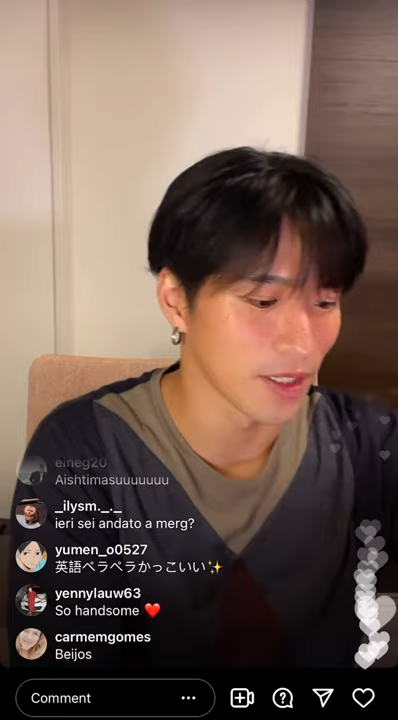 eineg20
Aishtimasuuuuuuu
_ilysm._._
ieri sei andato a merg?
yumen_o0527
英語ペラペラかっこいい✨
yennylauw63
So handsome ❤️
carmemgomes
Beijos
Comment